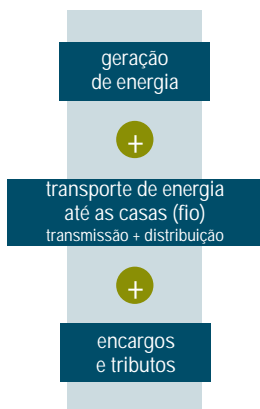 geração
de energia
+
transporte de energia
até as casas (fio)
transmissão + distribuição
+
encargos
e tributos